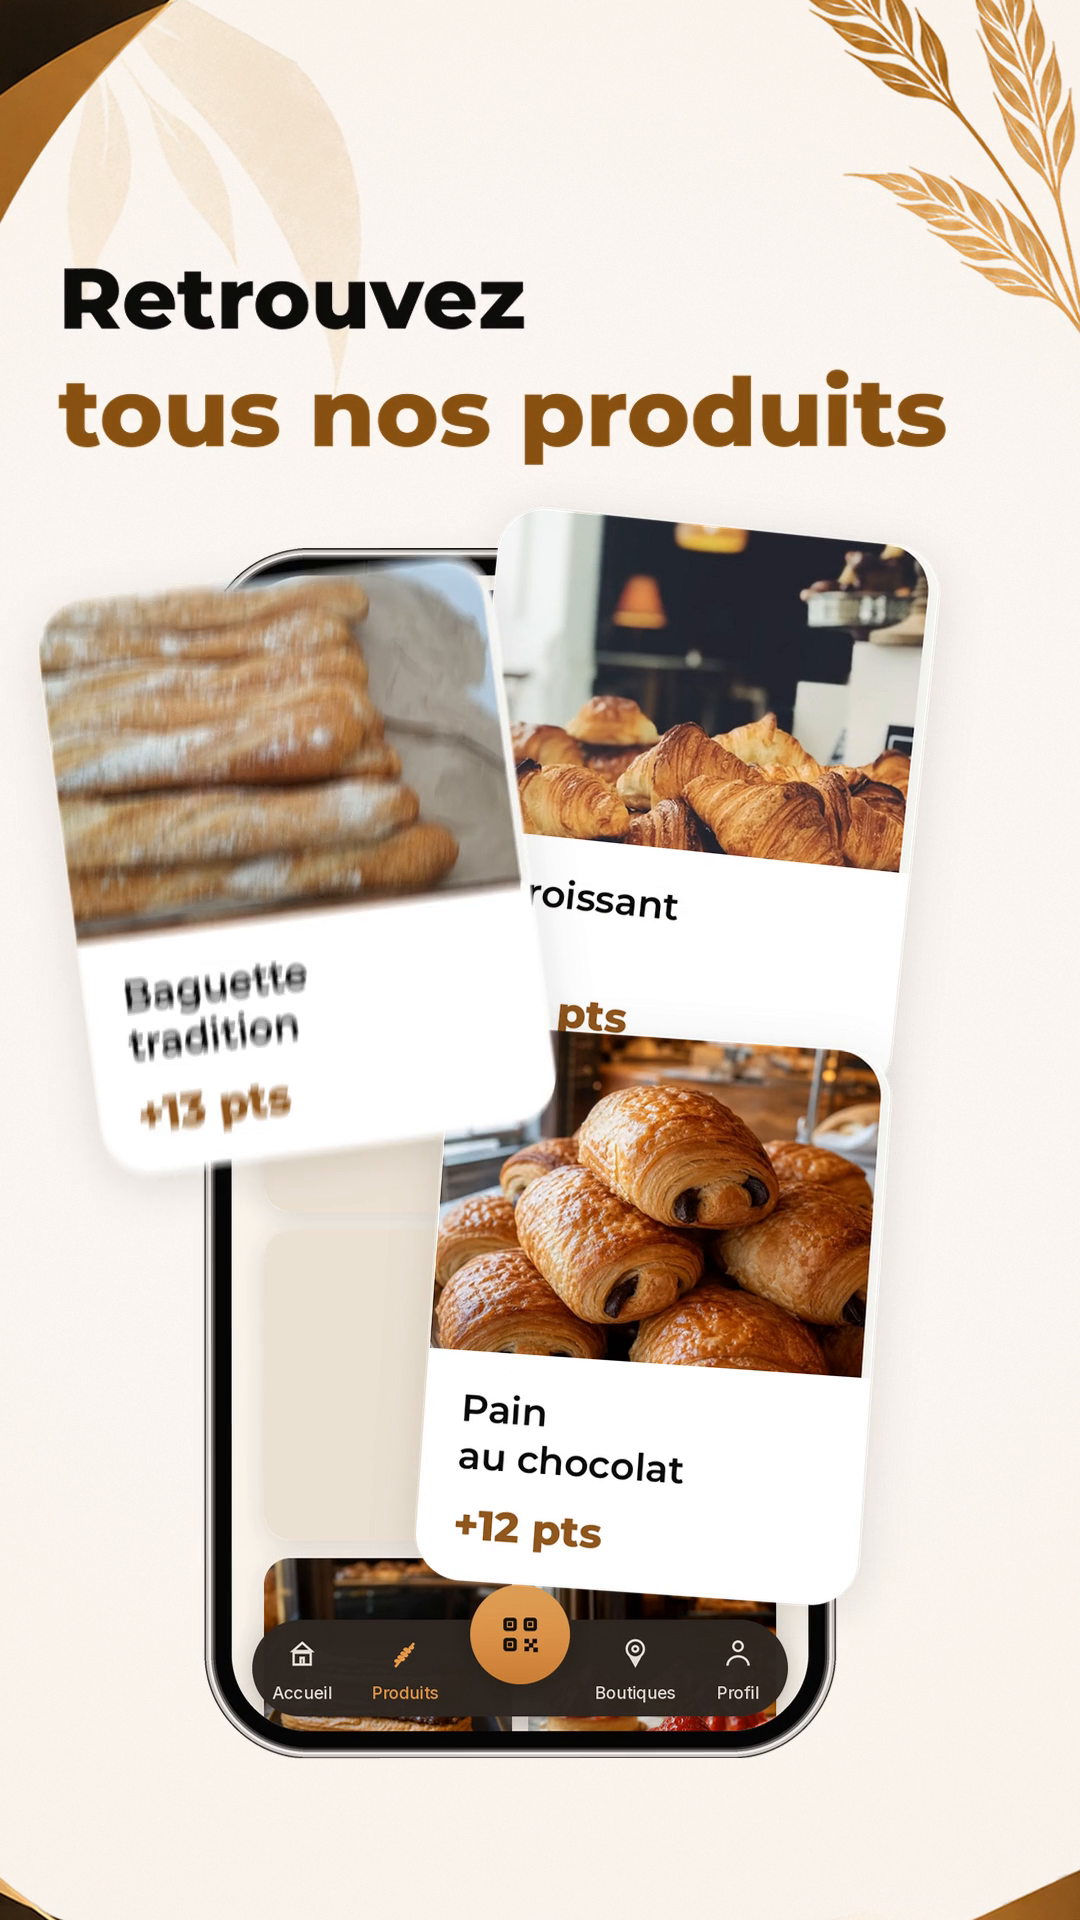 Retrouvez
tous nos produits
roissant
pts
Baguette
tradition
+13 pts
Pain
au chocolat
+12 pts
Accueil
Produits
Boutiques
Profil